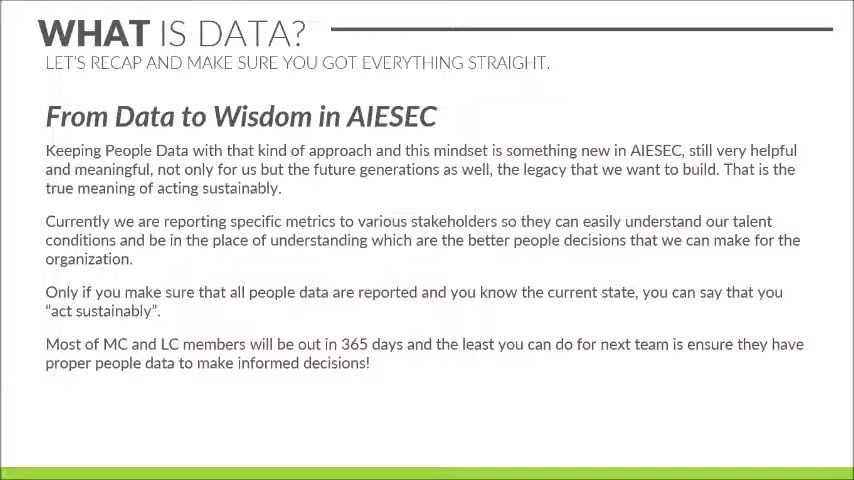 WHAT IS DATA?
LET'S RECAP AND MAKE SURE YOU GOT EVERYTHING STRAIGHT.
From Data to Wisdom in AIESEC
Keeping People Data with that kind of approach and this mindset is something new in AIESEC, still very helpful
and meaningful, not only for us but the future generations as well, the legacy that we want to build. That is the
true meaning of acting sustainably.
Currently we are reporting specific metrics to various stakeholders so they can easily understand our talent
conditions and be in the place of understanding which are the better people decisions that we can make for the
organization.
Only if you make sure that all people data are reported and you know the current state, you can say that you
“act sustainably”.
Most of MC and LC members will be out in 365 days and the least you can do for next team is ensure they have
proper people data to make informed decisions!